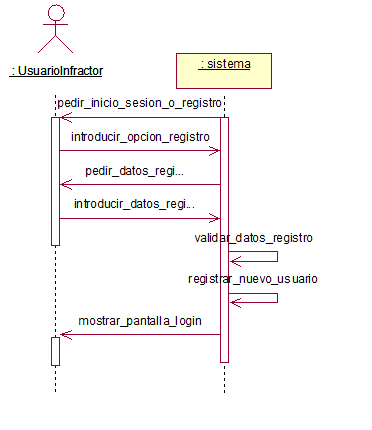 : UsuarioInfractor
: sistema
pedir_inicio_sesion_o_registro
introducir_opcion_registro
pedir_datos_regi...
introducir_datos_regi...
validar_datos_registro
registrar_nuevo_usuario
mostrar_pantalla_login